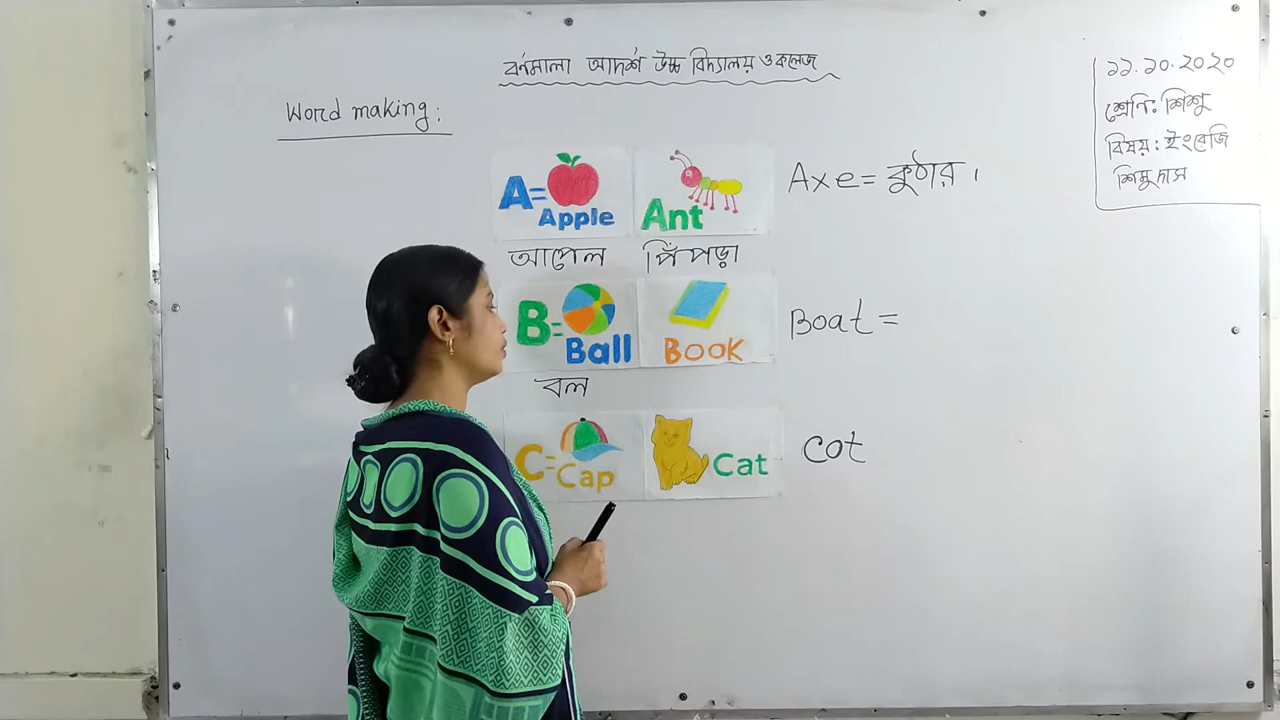 বর্ণমালা আদর্শ উচ্চ বিদ্যালয় ও কলেজ
১১.১০.২০২০
শ্রেণি: শিশু
বিষয়: ইংরেজি
শিমু দাস
Word making:
A= Apple
Ant
Axe = কুঠার।
আপেল
পিঁপড়া
B= Ball
BOOK
Boat =
বল
C= Cap
Cat
cot